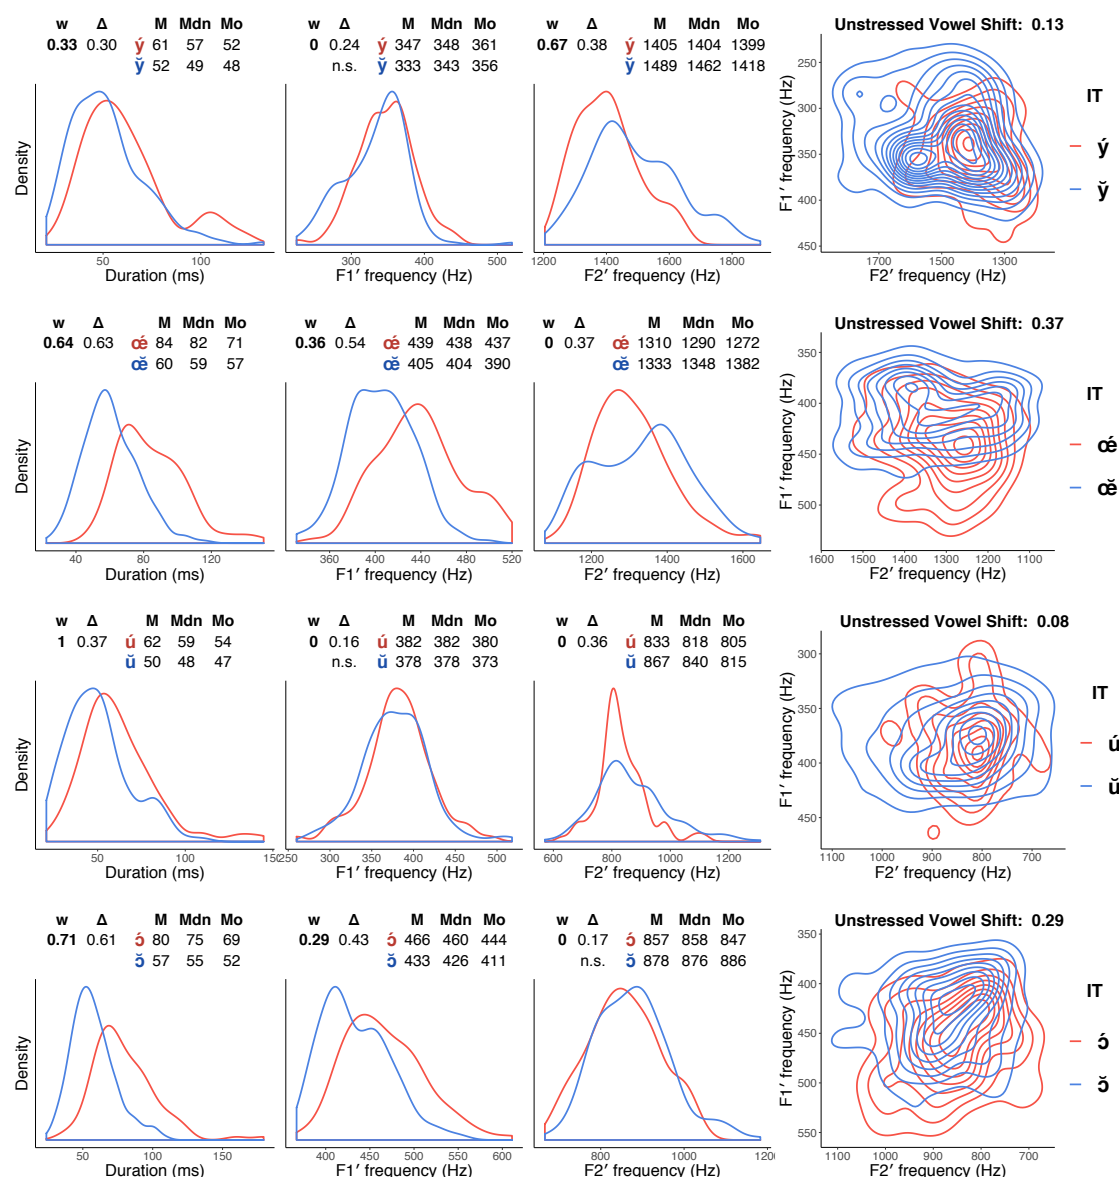 w Δ M Mdn Mo
0.33 0.30 ý 61 57 52
y̆ 52 49 48
Density
50 100
Duration (ms)
w Δ M Mdn Mo
0 0.24 ý 347 348 361
n.s. y̆ 333 343 356
300 400 500
F1′ frequency (Hz)
w Δ M Mdn Mo
0.67 0.38 ý 1405 1404 1399
y̆ 1489 1462 1418
1200 1400 1600 1800
F2′ frequency (Hz)
Unstressed Vowel Shift: 0.13
F1′ frequency (Hz)
250
300
350
400
450
1700 1500 1300
F2′ frequency (Hz)
IT
ý
y̆
w Δ M Mdn Mo
0.64 0.63 œ́ 84 82 71
œ̆ 60 59 57
Density
40 80 120
Duration (ms)
w Δ M Mdn Mo
0.36 0.54 œ́ 439 438 437
œ̆ 405 404 390
360 400 440 480 520
F1′ frequency (Hz)
w Δ M Mdn Mo
0 0.37 œ́ 1310 1290 1272
œ̆ 1333 1348 1382
1200 1400 1600
F2′ frequency (Hz)
Unstressed Vowel Shift: 0.37
F1′ frequency (Hz)
350
400
450
500
1600 1500 1400 1300 1200 1100
F2′ frequency (Hz)
IT
œ́
œ̆
w Δ M Mdn Mo
1 0.37 ú 62 59 54
ŭ 50 48 47
Density
50 100 150
Duration (ms)
w Δ M Mdn Mo
0 0.16 ú 382 382 380
n.s. ŭ 378 378 373
250 300 350 400 450 500
F1′ frequency (Hz)
w Δ M Mdn Mo
0 0.36 ú 833 818 805
ŭ 867 840 815
600 800 1000 1200
F2′ frequency (Hz)
Unstressed Vowel Shift: 0.08
F1′ frequency (Hz)
300
350
400
450
1100 1000 900 800 700
F2′ frequency (Hz)
IT
ú
ŭ
w Δ M Mdn Mo
0.71 0.61 ɔ́ 80 75 69
ɔ̆ 57 55 52
Density
50 100 150
Duration (ms)
w Δ M Mdn Mo
0.29 0.43 ɔ́ 466 460 444
ɔ̆ 433 426 411
400 450 500 550 600
F1′ frequency (Hz)
w Δ M Mdn Mo
0 0.17 ɔ́ 857 858 847
n.s. ɔ̆ 878 876 886
800 1000
F2′ frequency (Hz)
Unstressed Vowel Shift: 0.29
F1′ frequency (Hz)
350
400
450
500
550
1100 1000 900 800 700
F2′ frequency (Hz)
IT
ɔ́
ɔ̆